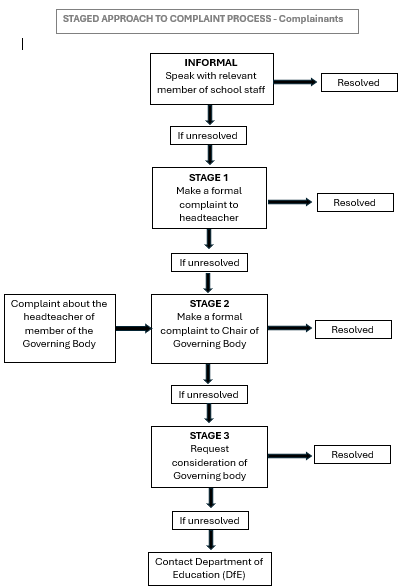 STAGED APPROACH TO COMPLAINT PROCESS - Complainants
INFORMAL
Speak with relevant
member of school staff
Resolved
If unresolved
STAGE 1
Make a formal
complaint to
headteacher
Resolved
If unresolved
Complaint about the
headteacher of
member of the
Governing Body
STAGE 2
Make a formal
complaint to Chair of
Governing Body
Resolved
If unresolved
STAGE 3
Request
consideration of
Governing body
Resolved
If unresolved
Contact Department of
Education (DfE)